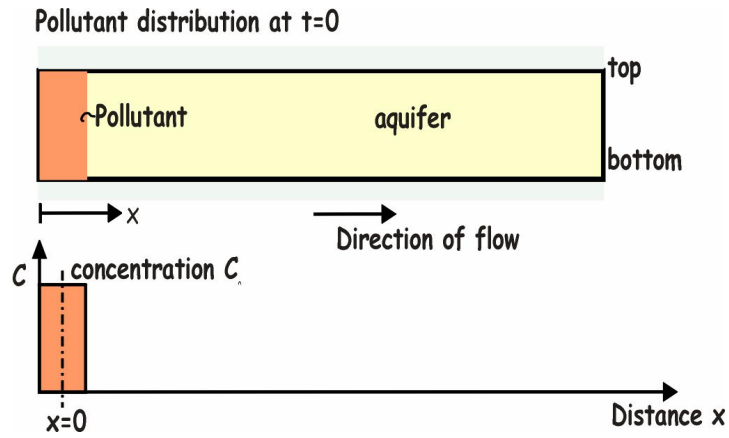 Pollutant distribution at t=0
top
Pollutant
aquifer
bottom
x
Direction of flow
C
concentration C
x=0
Distance x